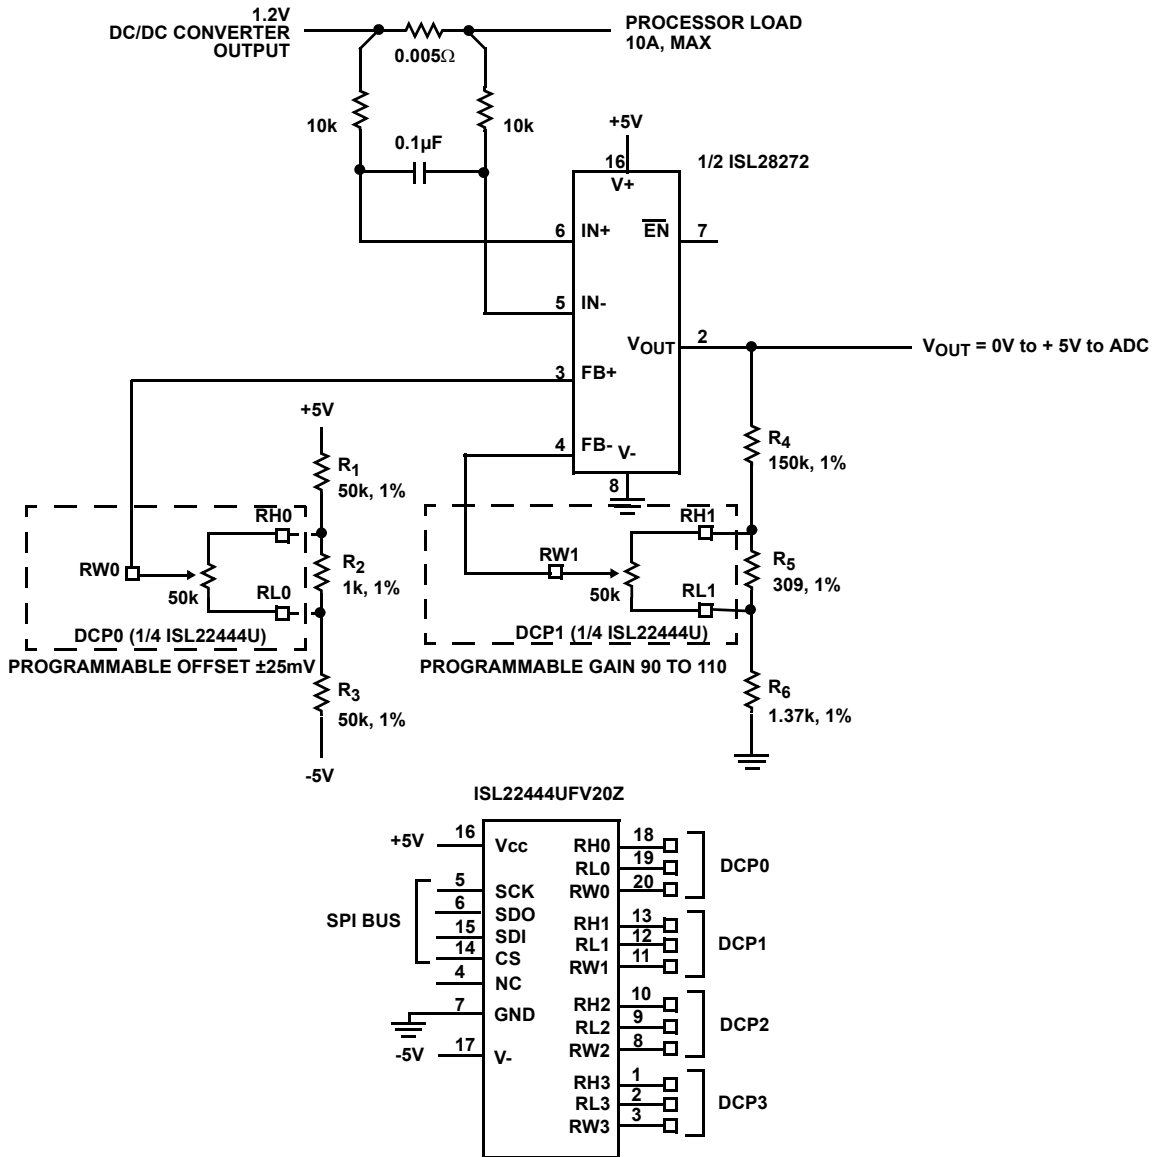 1.2V
DC/DC CONVERTER
OUTPUT
0.005Ω
PROCESSOR LOAD
10A, MAX
10k
10k
0.1µF
+5V
16
V+
1/2 ISL28272
6
IN+
EN
7
5
IN-
VOUT
2
VOUT = 0V to + 5V to ADC
3
FB+
4
FB-
V-
8
+5V
R1
50k, 1%
RH0
RW0
50k
R2
1k, 1%
RL0
DCP0 (1/4 ISL22444U)
PROGRAMMABLE OFFSET ±25mV
R3
50k, 1%
-5V
R4
150k, 1%
RH1
RW1
50k
R5
309, 1%
RL1
DCP1 (1/4 ISL22444U)
PROGRAMMABLE GAIN 90 TO 110
R6
1.37k, 1%
ISL22444UFV20Z
+5V
16
Vcc
SPI BUS
5
SCK
6
SDO
15
SDI
14
CS
4
NC
7
GND
-5V
17
V-
RH0
18
RL0
19
RW0
20
DCP0
RH1
13
RL1
12
RW1
11
DCP1
RH2
10
RL2
9
RW2
8
DCP2
RH3
1
RL3
2
RW3
3
DCP3